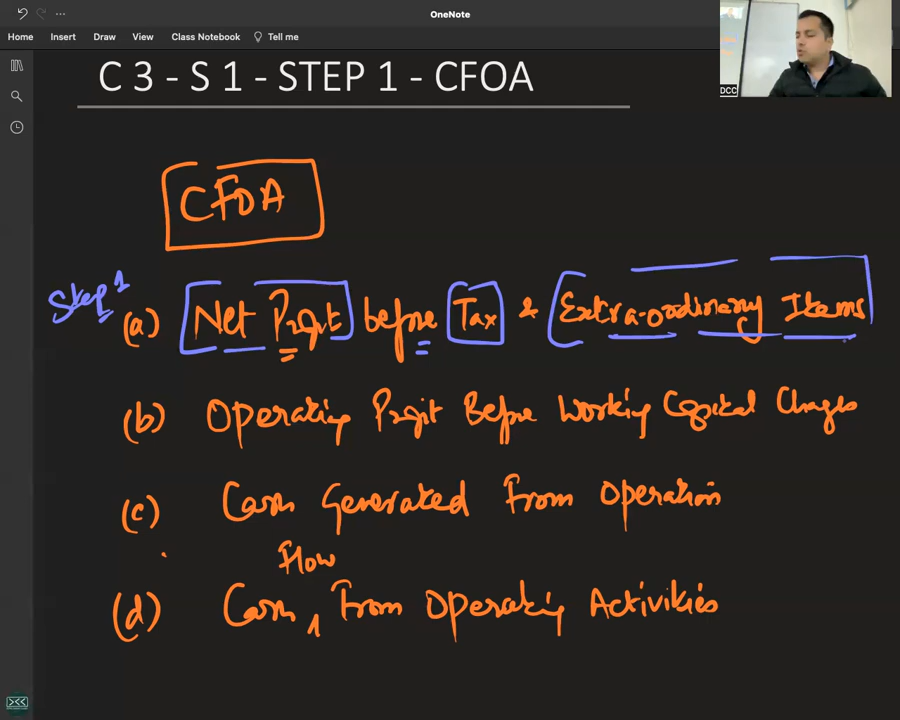 OneNote
Home Insert Draw View Class Notebook Tell me
DCC
C 3 - S 1 - STEP 1 - CFOA
CFOA
Step 1
(a) Net Profit before Tax & Extra-ordinary Items
(b) Operating Profit Before Working Capital Changes
(c) Cash Generated From Operation
Flow
(d) Cash From Operating Activities